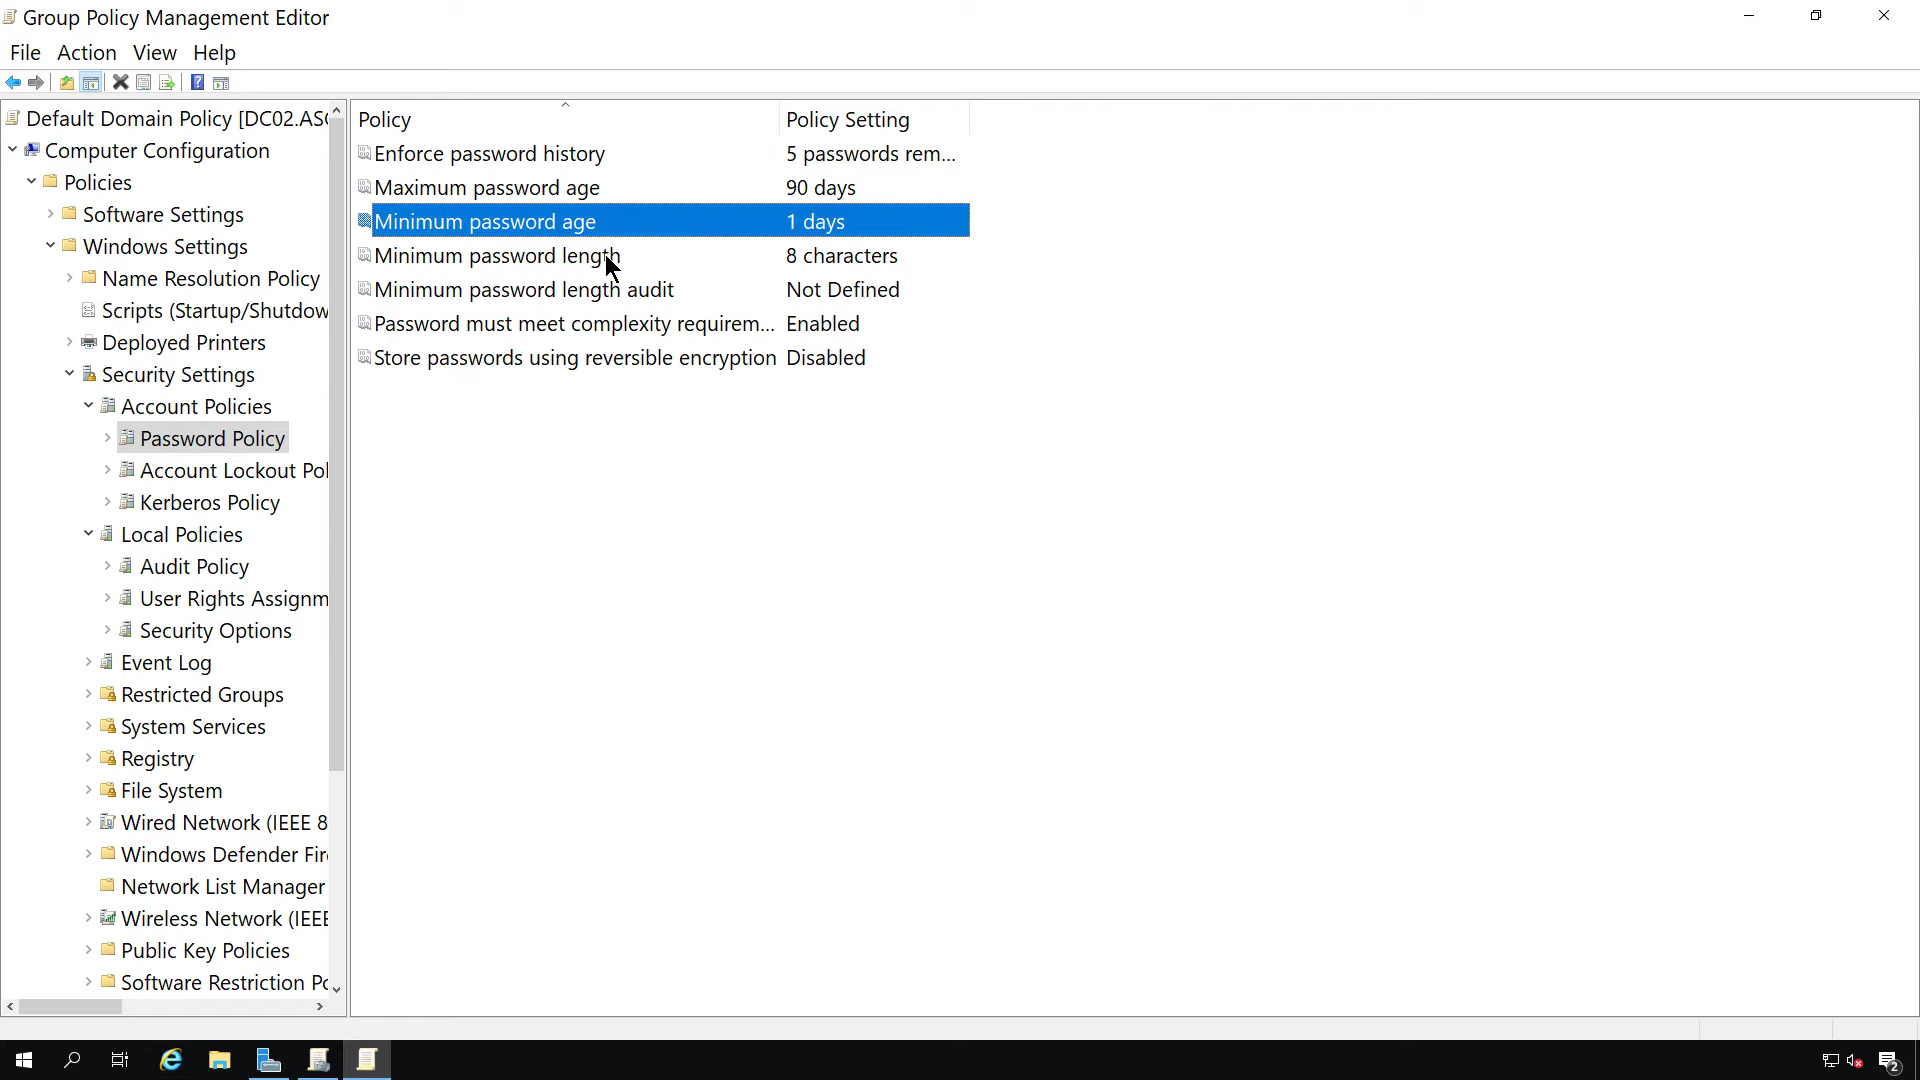 Group Policy Management Editor
File Action View Help
Default Domain Policy [DC02.ASC
Computer Configuration
Policies
Software Settings
Windows Settings
Name Resolution Policy
Scripts (Startup/Shutdow
Deployed Printers
Security Settings
Account Policies
Password Policy
Account Lockout Pol
Kerberos Policy
Local Policies
Audit Policy
User Rights Assignm
Security Options
Event Log
Restricted Groups
System Services
Registry
File System
Wired Network (IEEE 8
Windows Defender Fire
Network List Manager
Wireless Network (IEEE
Public Key Policies
Software Restriction Po
Policy Policy Setting
Enforce password history 5 passwords rem...
Maximum password age 90 days
Minimum password age 1 days
Minimum password length 8 characters
Minimum password length audit Not Defined
Password must meet complexity requirem... Enabled
Store passwords using reversible encryption Disabled
2